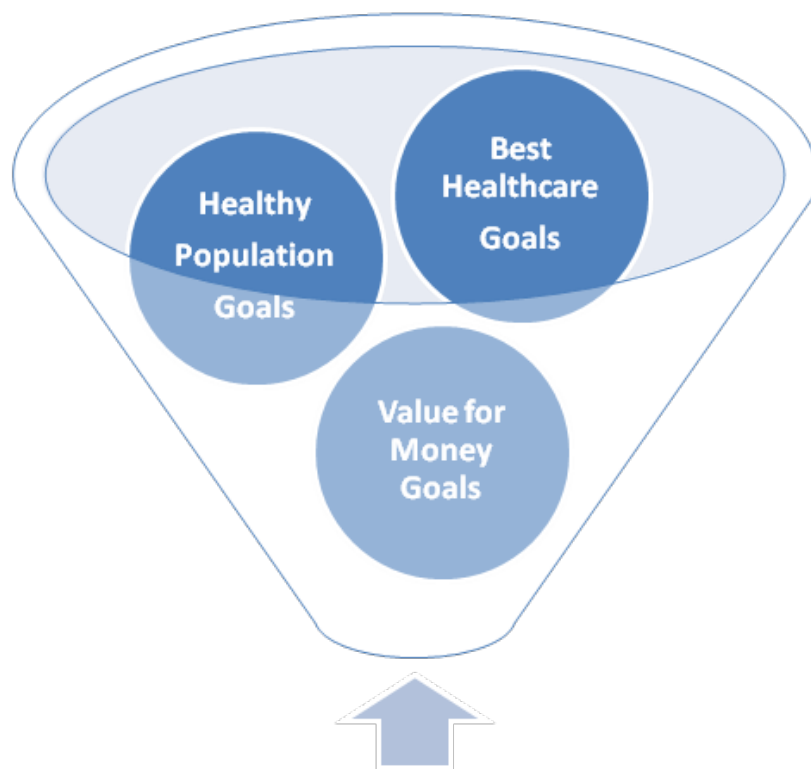 Best
Healthcare
Goals
Healthy
Population
Goals
Value for
Money
Goals